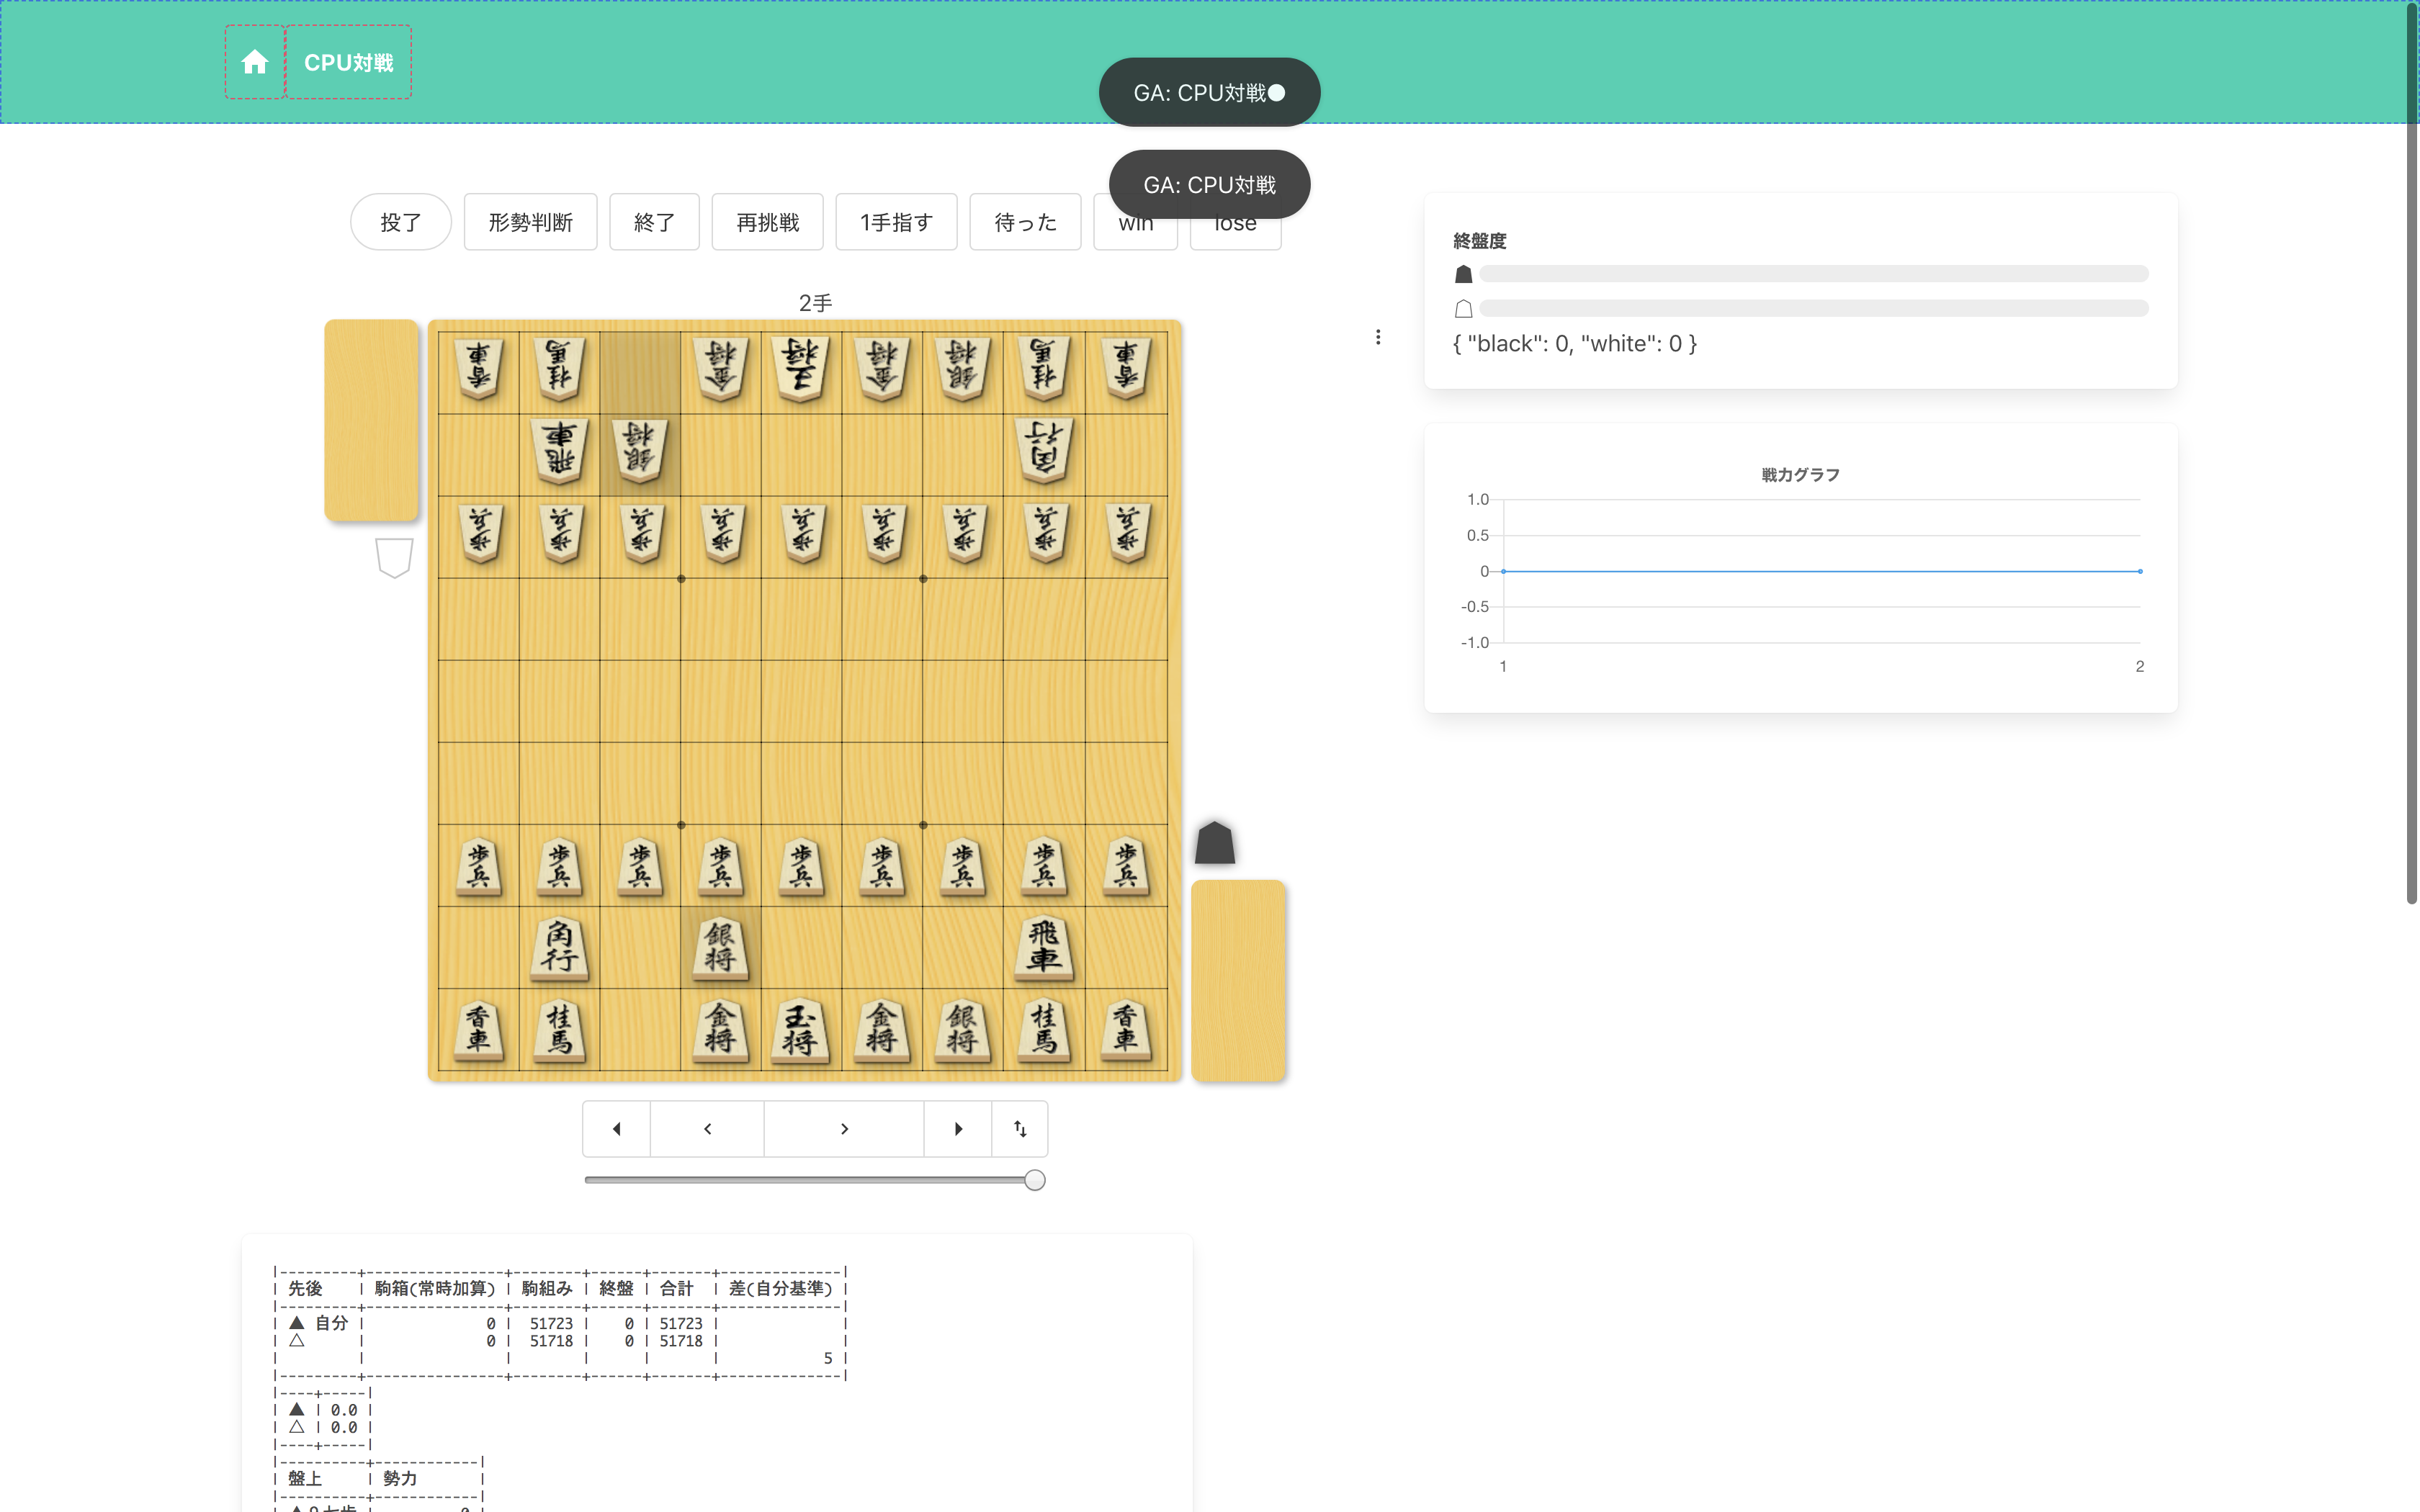 CPU対戦
GA: CPU対戦
GA: CPU対戦
投了 形勢判断 終了 再挑戦 1手指す 待った win lose
2手
香車 桂馬 金将 王将 金将 銀将 桂馬 香車
飛車 銀将 角行
歩兵 歩兵 歩兵 歩兵 歩兵 歩兵 歩兵 歩兵 歩兵
歩兵 歩兵 歩兵 歩兵 歩兵 歩兵 歩兵 歩兵 歩兵
角行 銀将 飛車
香車 桂馬 金将 玉将 金将 銀将 桂馬 香車
終盤度
{ "black": 0, "white": 0 }
戦力グラフ
1.0
0.5
0
-0.5
-1.0
1 2
|---------+----------------+--------+------+-------+--------------|
| 先後 | 駒箱(常時加算) | 駒組み | 終盤 | 合計 | 差(自分基準) |
|---------+----------------+--------+------+-------+--------------|
| ▲ 自分 | 0 | 51723 | 0 | 51723 | |
| △ | 0 | 51718 | 0 | 51718 | |
| | | | | | 5 |
|---------+----------------+--------+------+-------+--------------|
|----+-----|
| ▲ | 0.0 |
| △ | 0.0 |
|----+-----|
|----------+------------|
| 盤上 | 勢力 |
|----------+------------|
| ▲９七歩 | 0 |